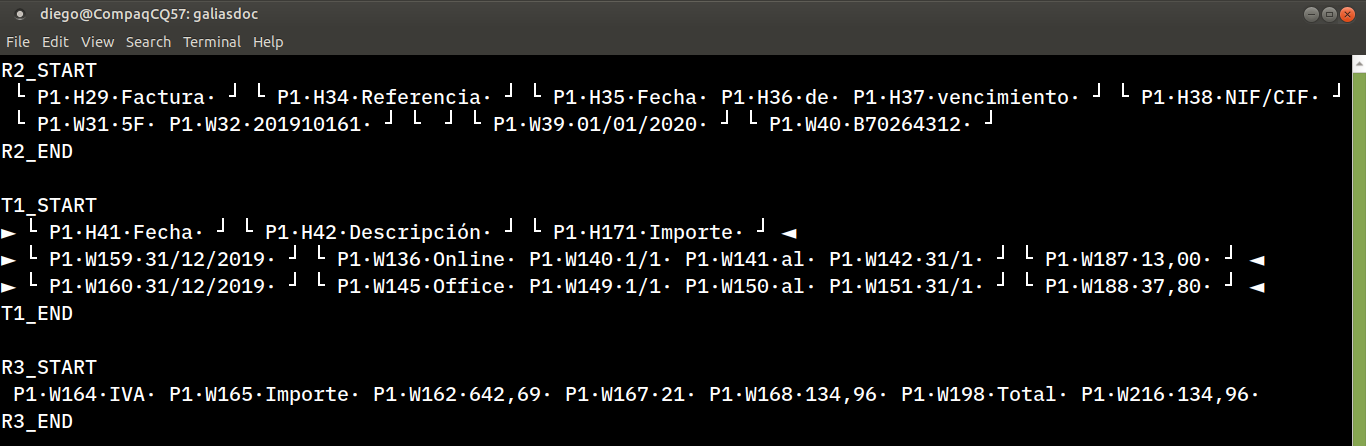 diego@CompaqCQ57: galiasdoc
File Edit View Search Terminal Help
R2_START
└ P1·H29·Factura· ┘ └ P1·H34·Referencia· ┘ └ P1·H35·Fecha· P1·H36·de· P1·H37·vencimiento· ┘ └ P1·H38·NIF/CIF· ┘
└ P1·W31·5F· P1·W32·201910161· ┘ └ ┘ └ P1·W39·01/01/2020· ┘ └ P1·W40·B70264312· ┘
R2_END
T1_START
► └ P1·H41·Fecha· ┘ └ P1·H42·Descripción· ┘ └ P1·H171·Importe· ┘ ◄
► └ P1·W159·31/12/2019· ┘ └ P1·W136·Online· P1·W140·1/1· P1·W141·al· P1·W142·31/1· ┘ └ P1·W187·13,00· ┘ ◄
► └ P1·W160·31/12/2019· ┘ └ P1·W145·Office· P1·W149·1/1· P1·W150·al· P1·W151·31/1· ┘ └ P1·W188·37,80· ┘ ◄
T1_END
R3_START
P1·W164·IVA· P1·W165·Importe· P1·W162·642,69· P1·W167·21· P1·W168·134,96· P1·W198·Total· P1·W216·134,96·
R3_END